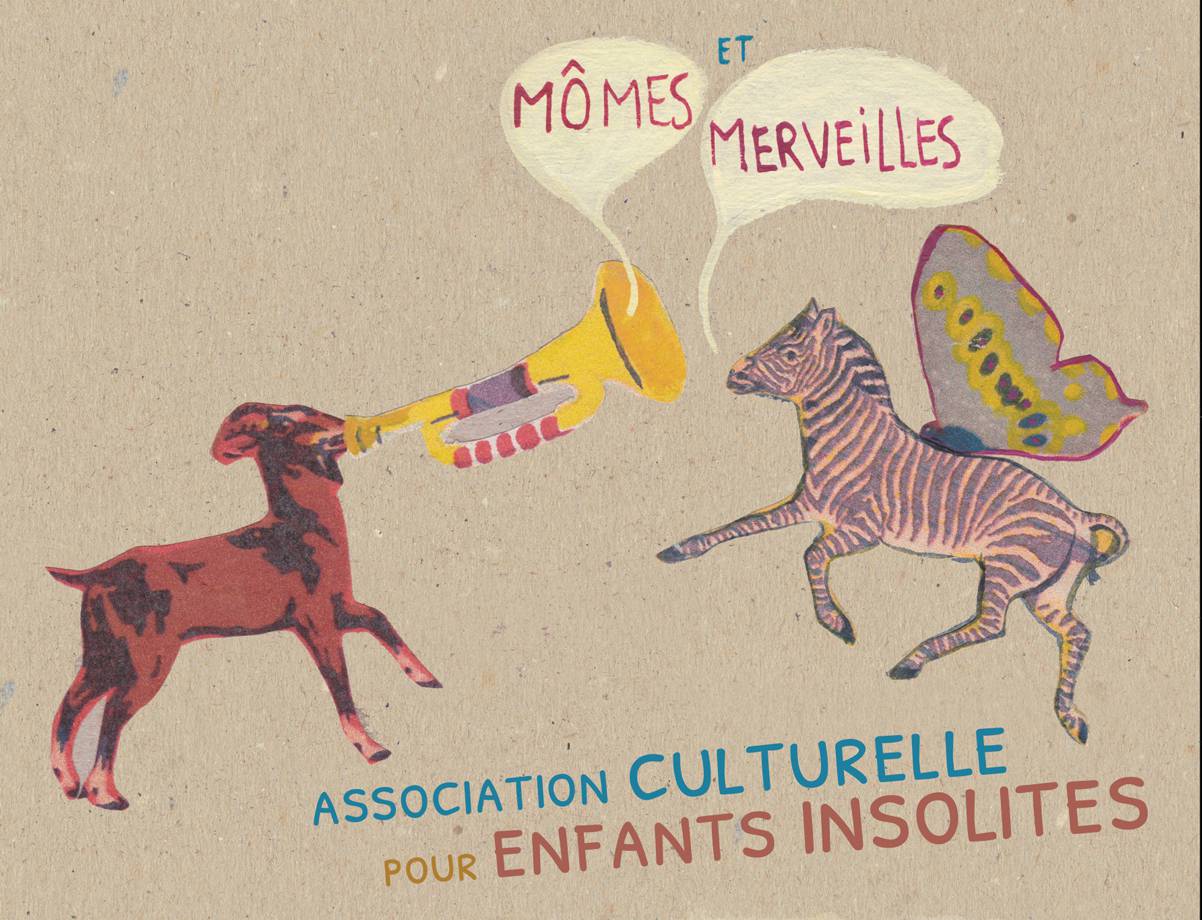 MÔMES
ET
MERVEiLLES
ASSOCIATION CULTURELLE
POUR ENFANTS INSOLITES